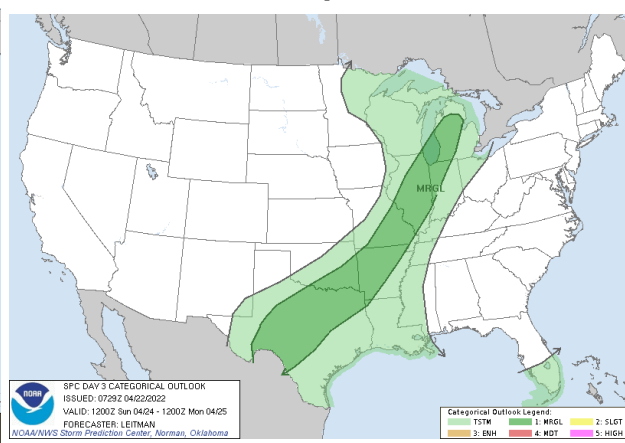 MRGL
SPC DAY 3 CATEGORICAL OUTLOOK
ISSUED: 0729Z 04/22/2022
VALID: 1200Z Sun 04/24 - 1200Z Mon 04/25
FORECASTER: LEITMAN
NOAA/NWS Storm Prediction Center, Norman, Oklahoma
NOAA
Categorical Outlook Legend:
TSTM 1: MRGL 2: SLGT
3: ENH 4: MDT 5: HIGH